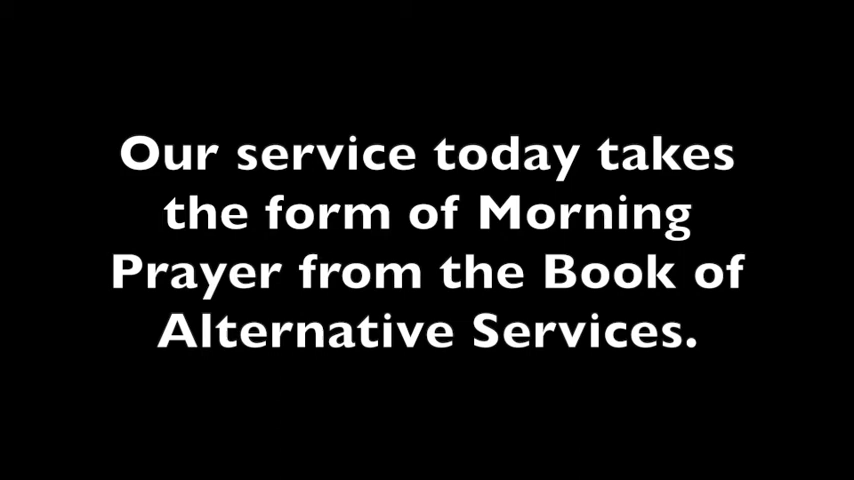 Our service today takes
the form of Morning
Prayer from the Book of
Alternative Services.